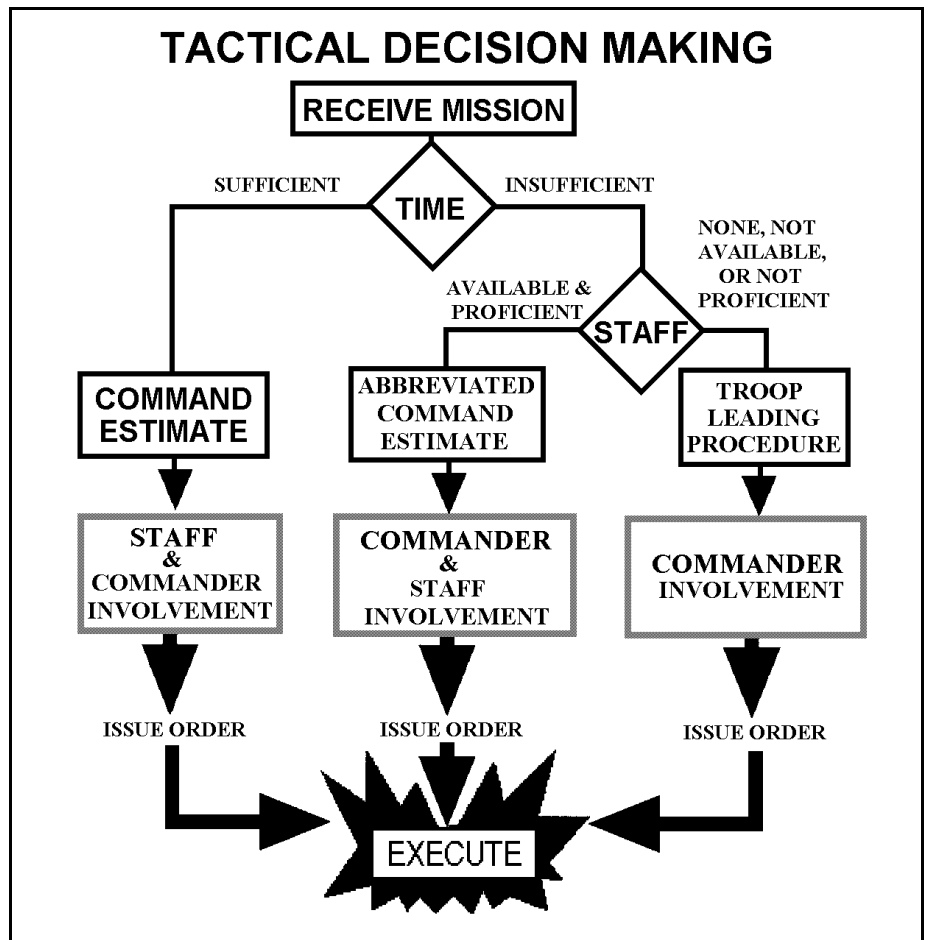 TACTICAL DECISION MAKING
RECEIVE MISSION
SUFFICIENT
INSUFFICIENT
TIME
NONE, NOT
AVAILABLE,
OR NOT
PROFICIENT
AVAILABLE &
PROFICIENT
STAFF
COMMAND
ESTIMATE
ABBREVIATED
COMMAND
ESTIMATE
TROOP
LEADING
PROCEDURE
STAFF
&
COMMANDER
INVOLVEMENT
COMMANDER
&
STAFF
INVOLVEMENT
COMMANDER
INVOLVEMENT
ISSUE ORDER
ISSUE ORDER
ISSUE ORDER
EXECUTE